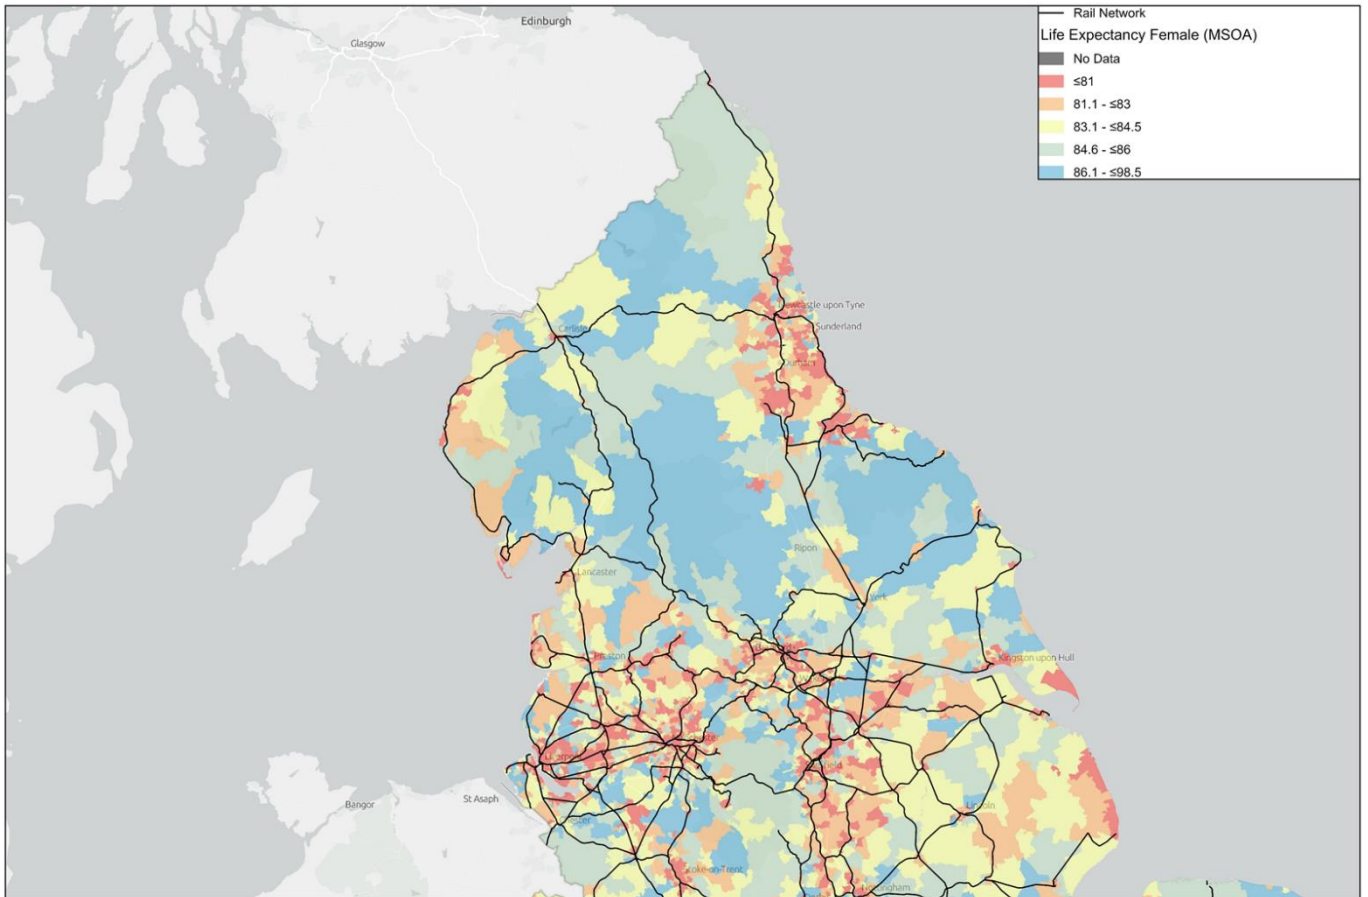 Rail Network
Life Expectancy Female (MSOA)
No Data
≤81
81.1 - ≤83
83.1 - ≤84.5
84.6 - ≤86
86.1 - ≤98.5
Edinburgh
Glasgow
Newcastle upon Tyne
Sunderland
Carlisle
Durham
Ripon
Lancaster
York
Preston
Kingston upon Hull
Lincoln
Bangor
St Asaph
Stoke-on-Trent
Nottingham